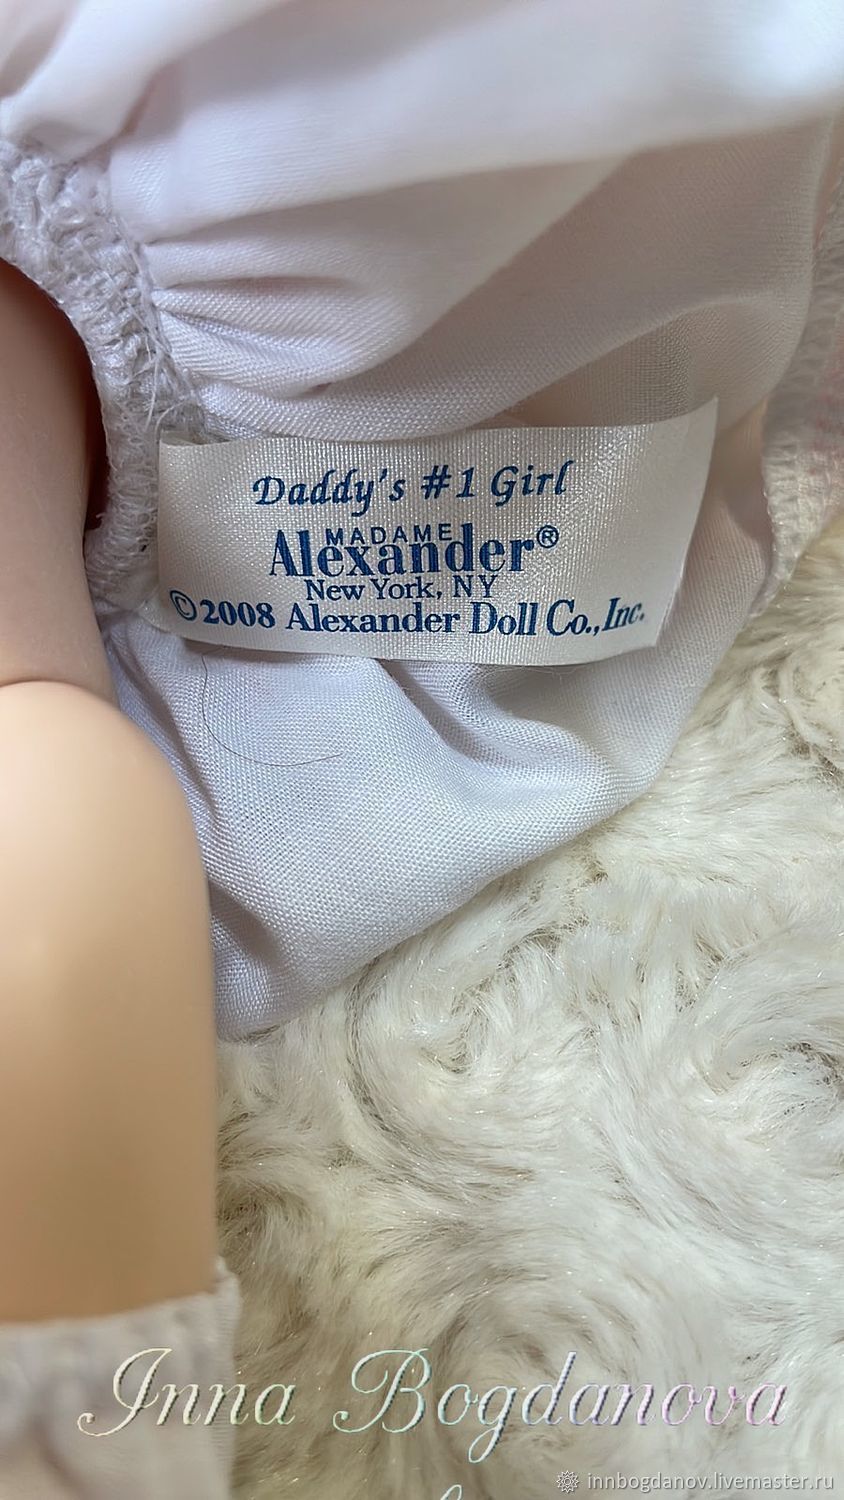 Daddy's #1 Girl
MADAME
Alexander®
New York, NY
©2008 Alexander Doll Co., Inc.
Inna Bogdanova
innbogdanov.livemaster.ru